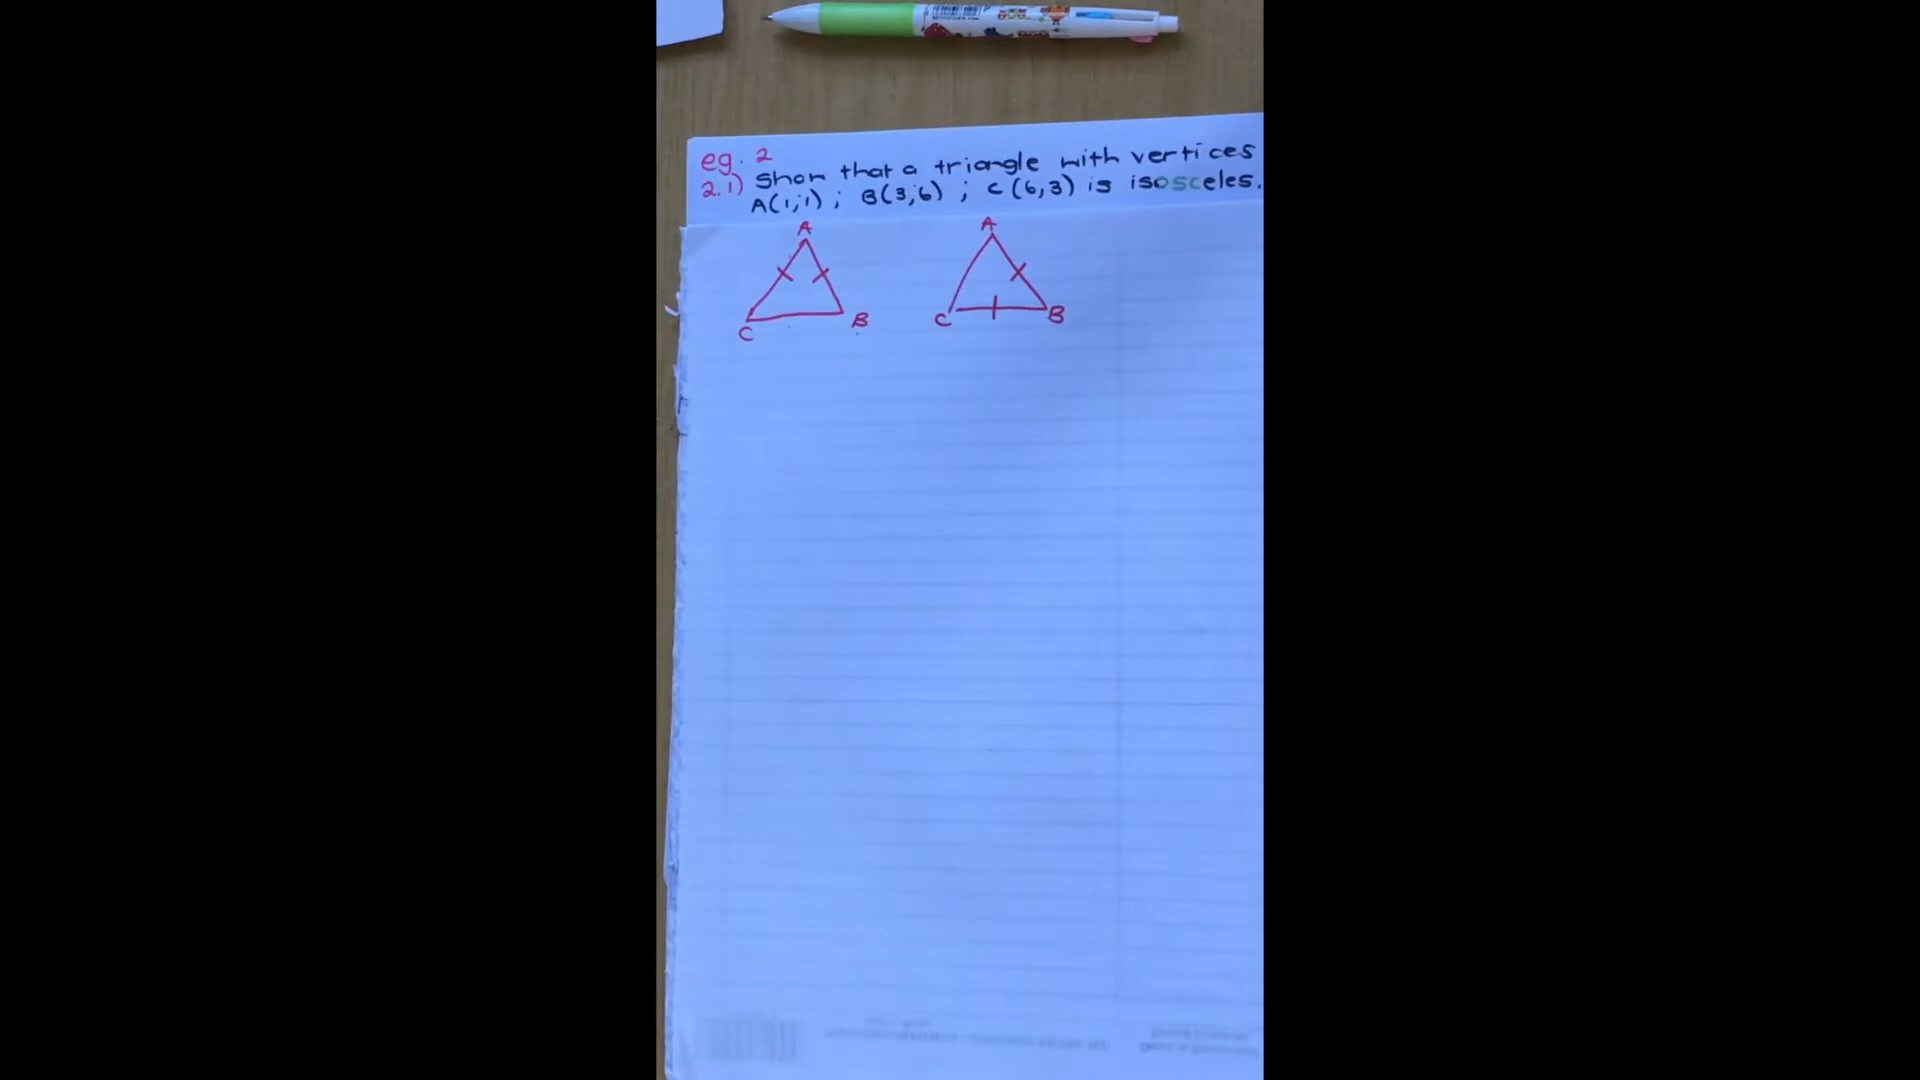 eg. 2
2.1) Show that a triangle with vertices
A(1;1) ; B(3;6) ; C(6,3) is isosceles.
A A
C B C B